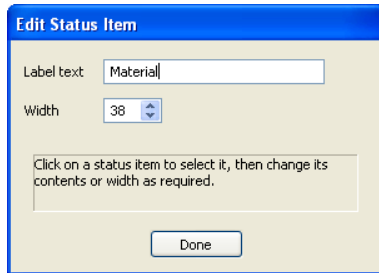 Edit Status Item
Label text Material
Width 38
Click on a status item to select it, then change its
contents or width as required.
Done